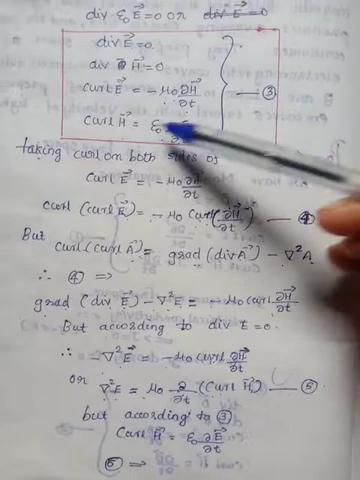 div ε₀ E⃗ = 0 or div E⃗ = 0
div E⃗ = 0
div H⃗ = 0
curl E⃗ = -μ₀ ∂H⃗/∂t — ③
curl H⃗ = ε₀
taking curl on both sides of
curl E⃗ = -μ₀ ∂H⃗/∂t
curl (curl E⃗) = -μ₀ curl (∂H⃗/∂t) — ④
But curl (curl A⃗) = grad (div A⃗) - ∇²A
∴ ④ ⇒
grad (div E⃗) - ∇²E = -μ₀ curl ∂H⃗/∂t
But acording to div E = 0.
∴ -∇²E⃗ = -μ₀ curl ∂H⃗/∂t
or ∇²E = μ₀ ∂/∂t (curl H⃗) — ⑤
but acording to ③
Curl H⃗ = ε₀ ∂E⃗/∂t
⑤ ⇒